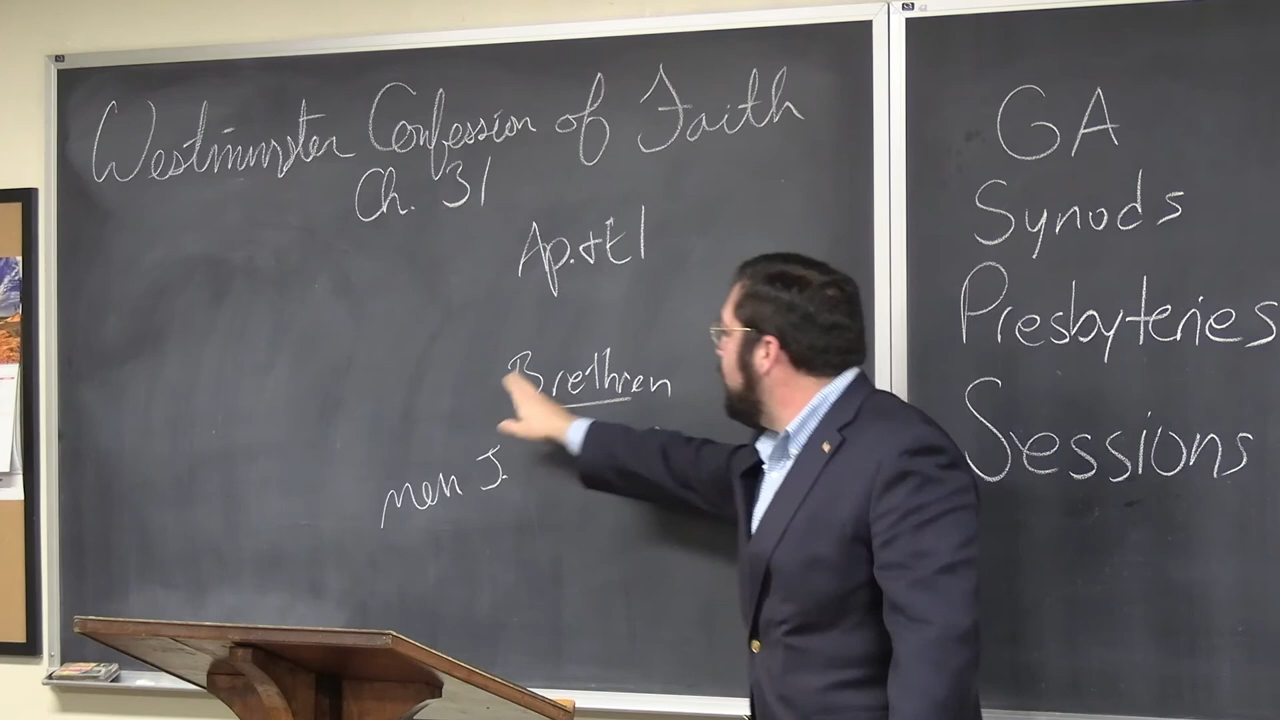 Westminster Confession of Faith
Ch. 31
Ap. & El
Brethren
men J.
GA
Synods
Presbyteries
Sessions